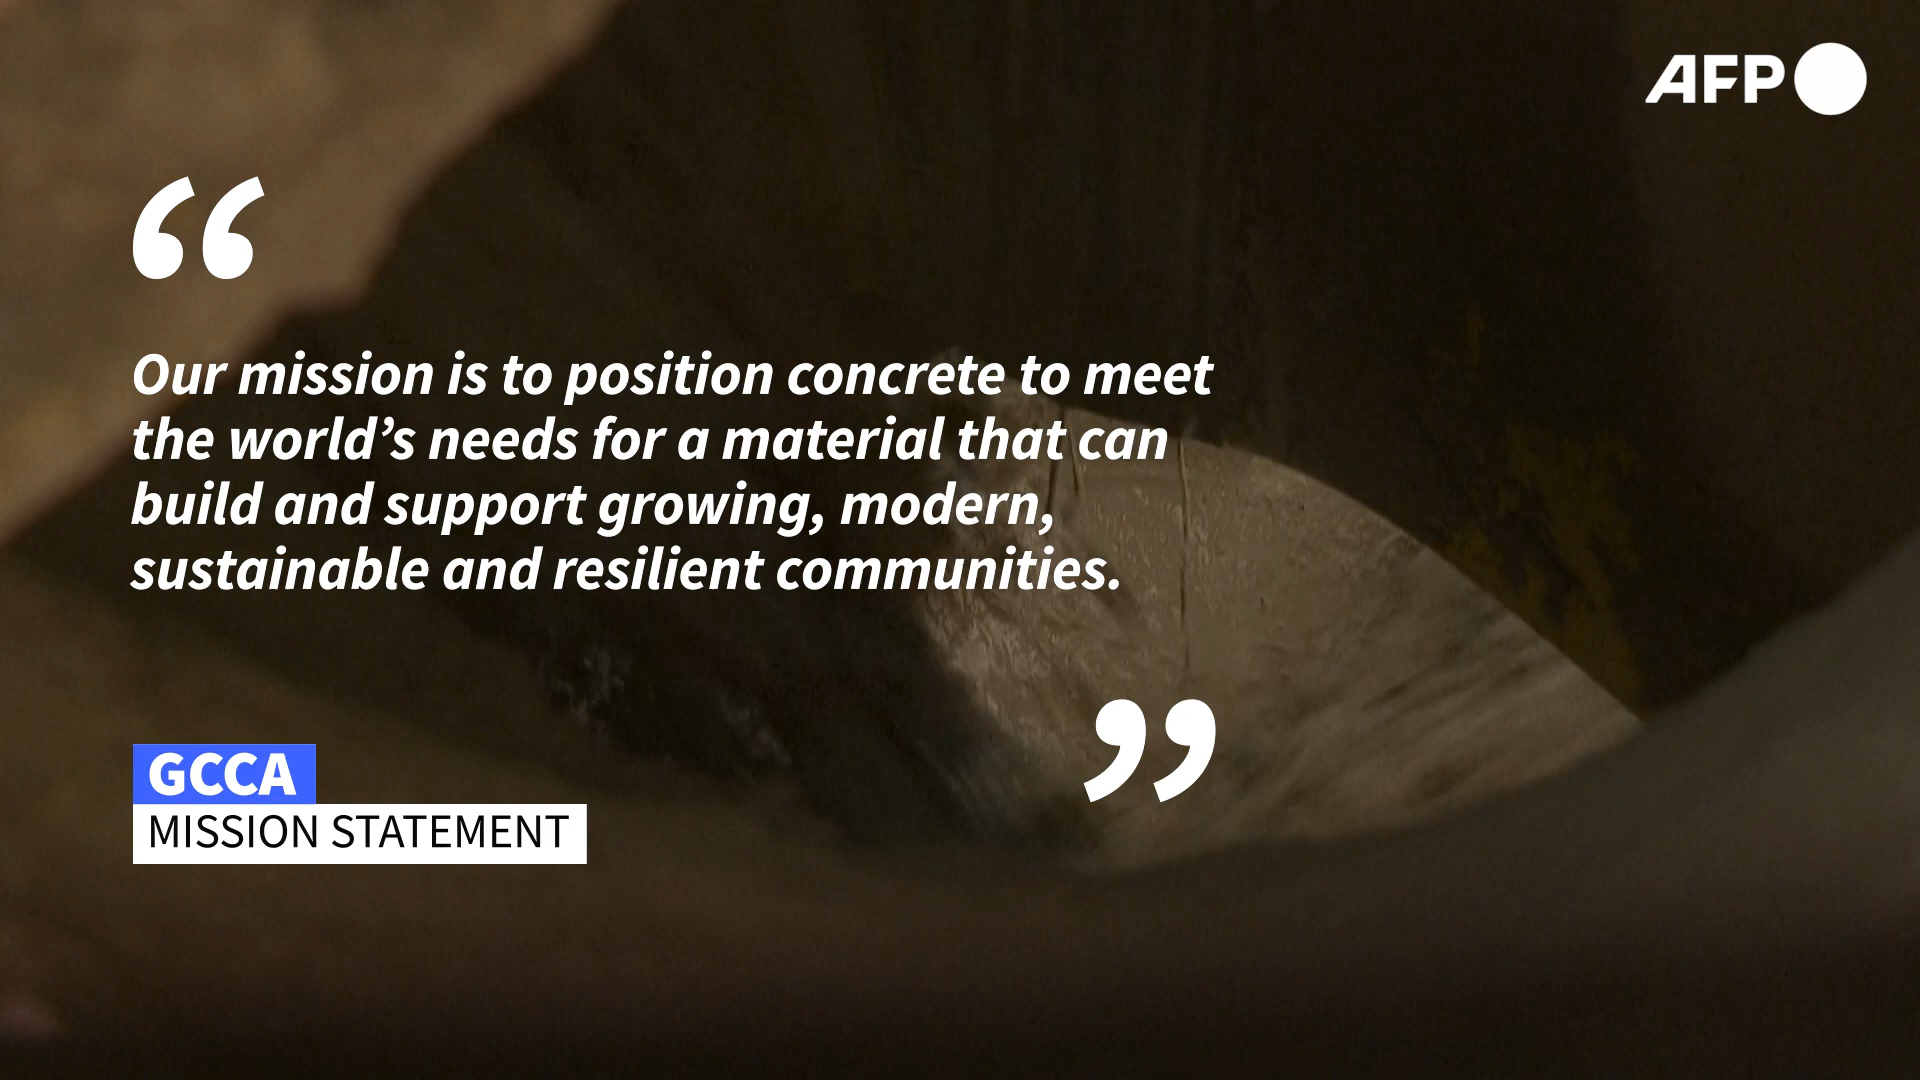 AFP
“
Our mission is to position concrete to meet
the world’s needs for a material that can
build and support growing, modern,
sustainable and resilient communities.
”
GCCA
MISSION STATEMENT